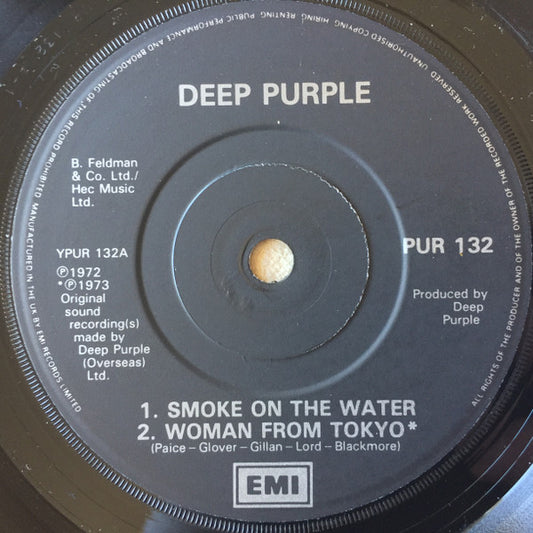 UNAUTHORISED COPYING HIRING RENTING PUBLIC PERFORMANCE AND BROADCASTING OF THIS RECORD PROHIBITED. MANUFACTURED IN THE UK BY EMI RECORDS LIMITED
ALL RIGHTS OF THE PRODUCER AND OF THE OWNER OF THE RECORDED WORK RESERVED
DEEP PURPLE
B. Feldman
& Co. Ltd./
Hec Music
Ltd.
YPUR 132A
PUR 132
℗1972
*℗1973
Original
sound
recording(s)
made by
Deep Purple
(Overseas)
Ltd.
Produced by
Deep
Purple
1. SMOKE ON THE WATER
2. WOMAN FROM TOKYO*
(Paice - Glover - Gillan - Lord - Blackmore)
EMI